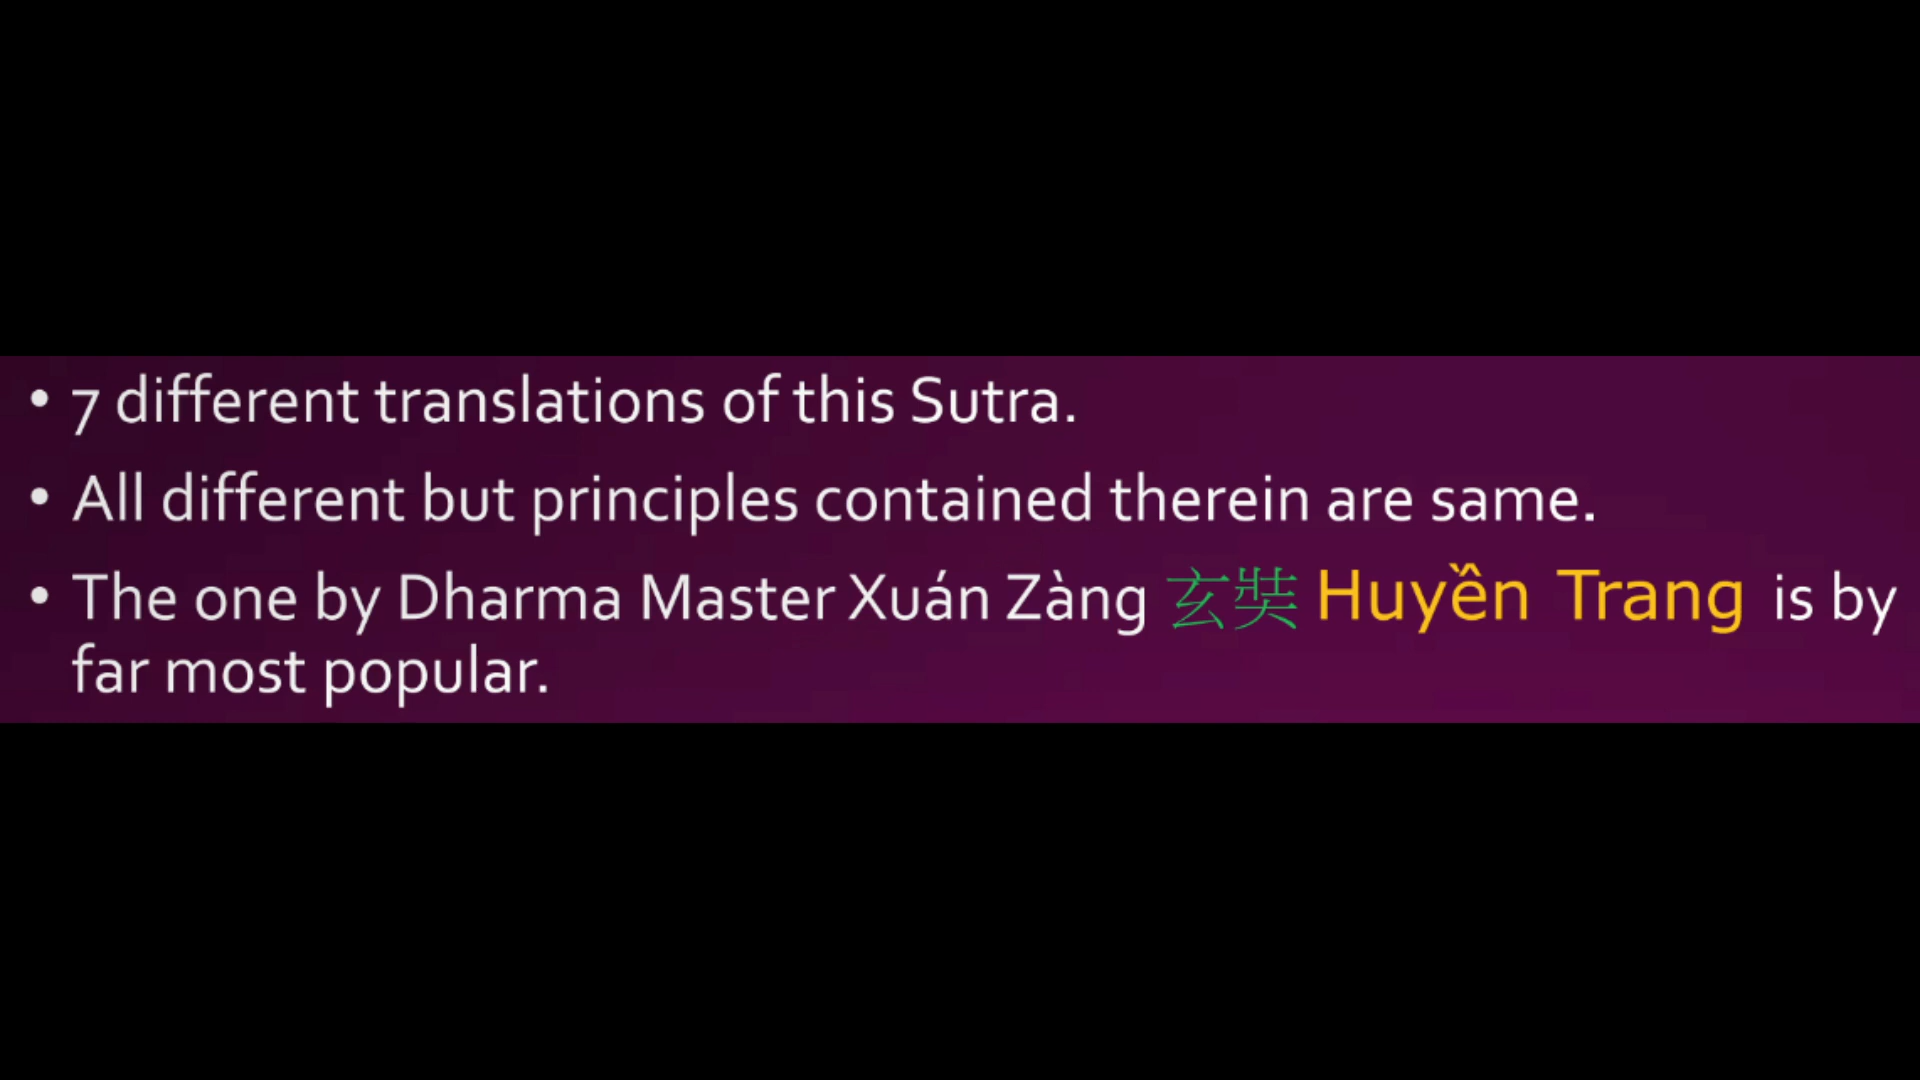 • 7 different translations of this Sutra.
• All different but principles contained therein are same.
• The one by Dharma Master Xuán Zàng 玄奘 Huyền Trang is by
far most popular.